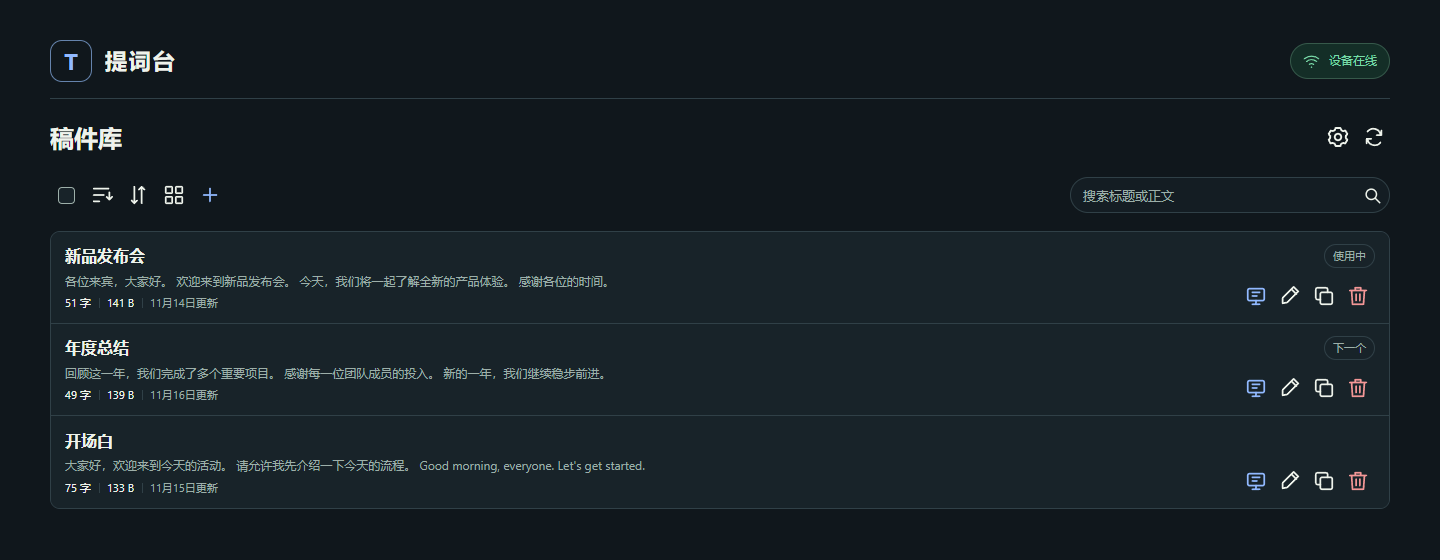 T 提词台
设备在线
稿件库
搜索标题或正文
新品发布会
使用中
各位来宾，大家好。 欢迎来到新品发布会。 今天，我们将一起了解全新的产品体验。 感谢各位的时间。
51 字 | 141 B | 11月14日更新
年度总结
下一个
回顾这一年，我们完成了多个重要项目。 感谢每一位团队成员的投入。 新的一年，我们继续稳步前进。
49 字 | 139 B | 11月16日更新
开场白
大家好，欢迎来到今天的活动。 请允许我先介绍一下今天的流程。 Good morning, everyone. Let's get started.
75 字 | 133 B | 11月15日更新